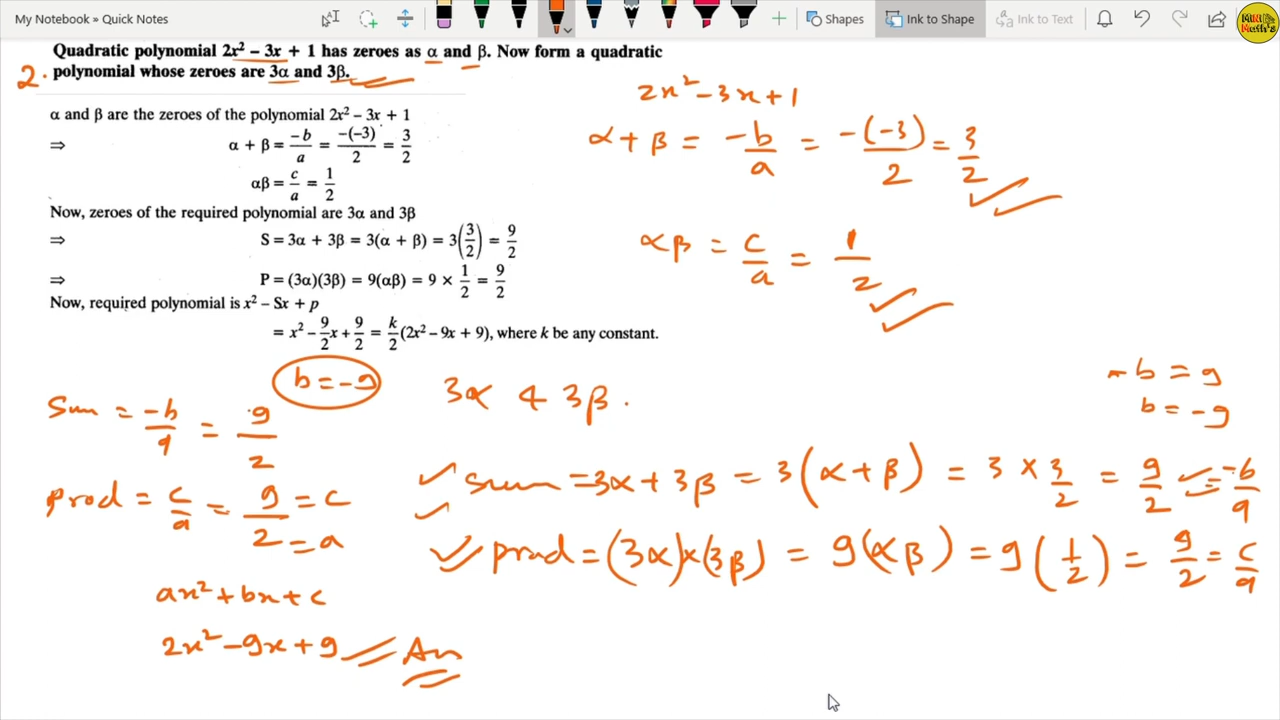 My Notebook » Quick Notes
Shapes
Ink to Shape
Ink to Text
Quadratic polynomial 2x² – 3x + 1 has zeroes as α and β. Now form a quadratic
2. polynomial whose zeroes are 3α and 3β.
α and β are the zeroes of the polynomial 2x² – 3x + 1
⇒ α + β = -b/a = -(-3)/2 = 3/2
αβ = c/a = 1/2
Now, zeroes of the required polynomial are 3α and 3β
⇒ S = 3α + 3β = 3(α + β) = 3(3/2) = 9/2
⇒ P = (3α)(3β) = 9(αβ) = 9 × 1/2 = 9/2
Now, required polynomial is x² – Sx + p
= x² – 9/2 x + 9/2 = k/2 (2x² – 9x + 9), where k be any constant.
2x² – 3x + 1
α + β = -b/a = -(-3)/2 = 3/2
αβ = c/a = 1/2
b = -9
Sum = -b/a = 9/2
Prod = c/a = 9/2 = c = a
ax² + bx + c
2x² – 9x + 9 An
3α & 3β.
-b = 9
b = -9
Sum = 3α + 3β = 3(α + β) = 3 × 3/2 = 9/2 = -b/a
prod = (3α) × (3β) = 9(αβ) = 9(1/2) = 9/2 = c/a